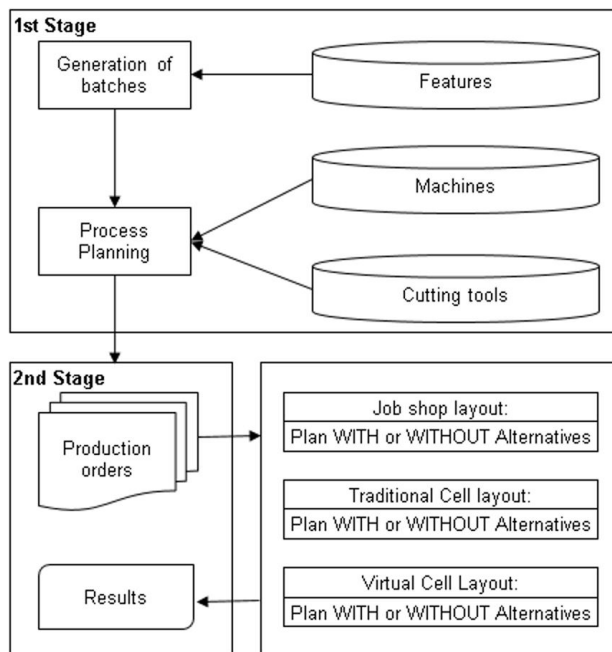 1st Stage
Generation of
batches
Features
Machines
Process
Planning
Cutting tools
2nd Stage
Production
orders
Results
Job shop layout:
Plan WITH or WITHOUT Alternatives
Traditional Cell layout:
Plan WITH or WITHOUT Alternatives
Virtual Cell Layout:
Plan WITH or WITHOUT Alternatives